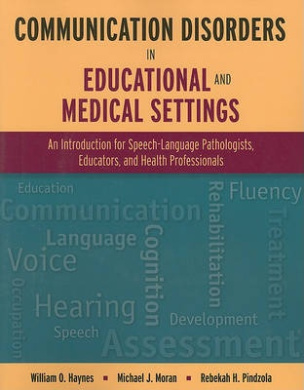 COMMUNICATION DISORDERS
IN
EDUCATIONAL AND
MEDICAL SETTINGS
An Introduction for Speech-Language Pathologists,
Educators, and Health Professionals
Education
Fluency
Communication
Rehabilitation
Treatment
Language
Cognition
Voice
Occupation
Hearing
Development
Speech
Assessment
William O. Haynes • Michael J. Moran • Rebekah H. Pindzola